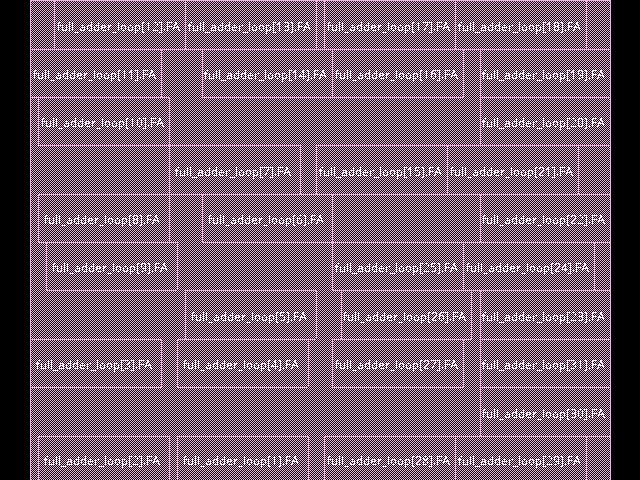 full_adder_loop[12].FA full_adder_loop[13].FA full_adder_loop[17].FA full_adder_loop[18].FA
full_adder_loop[11].FA full_adder_loop[14].FA full_adder_loop[16].FA full_adder_loop[19].FA
full_adder_loop[10].FA full_adder_loop[20].FA
full_adder_loop[7].FA full_adder_loop[15].FA full_adder_loop[21].FA
full_adder_loop[8].FA full_adder_loop[6].FA full_adder_loop[22].FA
full_adder_loop[9].FA full_adder_loop[25].FA full_adder_loop[24].FA
full_adder_loop[5].FA full_adder_loop[26].FA full_adder_loop[23].FA
full_adder_loop[3].FA full_adder_loop[4].FA full_adder_loop[27].FA full_adder_loop[31].FA
full_adder_loop[30].FA
full_adder_loop[2].FA full_adder_loop[1].FA full_adder_loop[28].FA full_adder_loop[29].FA